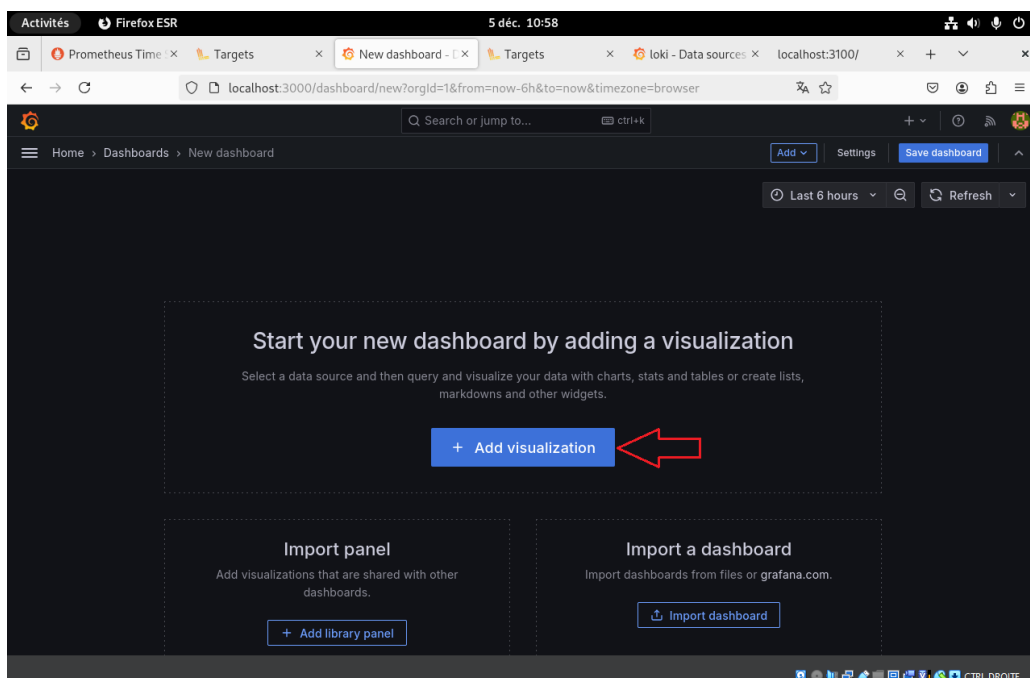 Activités Firefox ESR 5 déc. 10:58
Prometheus Time S Targets New dashboard - D Targets loki - Data sources localhost:3100/
localhost:3000/dashboard/new?orgId=1&from=now-6h&to=now&timezone=browser
Search or jump to... ctrl+k
Home › Dashboards › New dashboard Add Settings Save dashboard
Last 6 hours Refresh
Start your new dashboard by adding a visualization
Select a data source and then query and visualize your data with charts, stats and tables or create lists,
markdowns and other widgets.
+ Add visualization
Import panel
Add visualizations that are shared with other
dashboards.
+ Add library panel
Import a dashboard
Import dashboards from files or grafana.com.
Import dashboard
CTRL DROITE